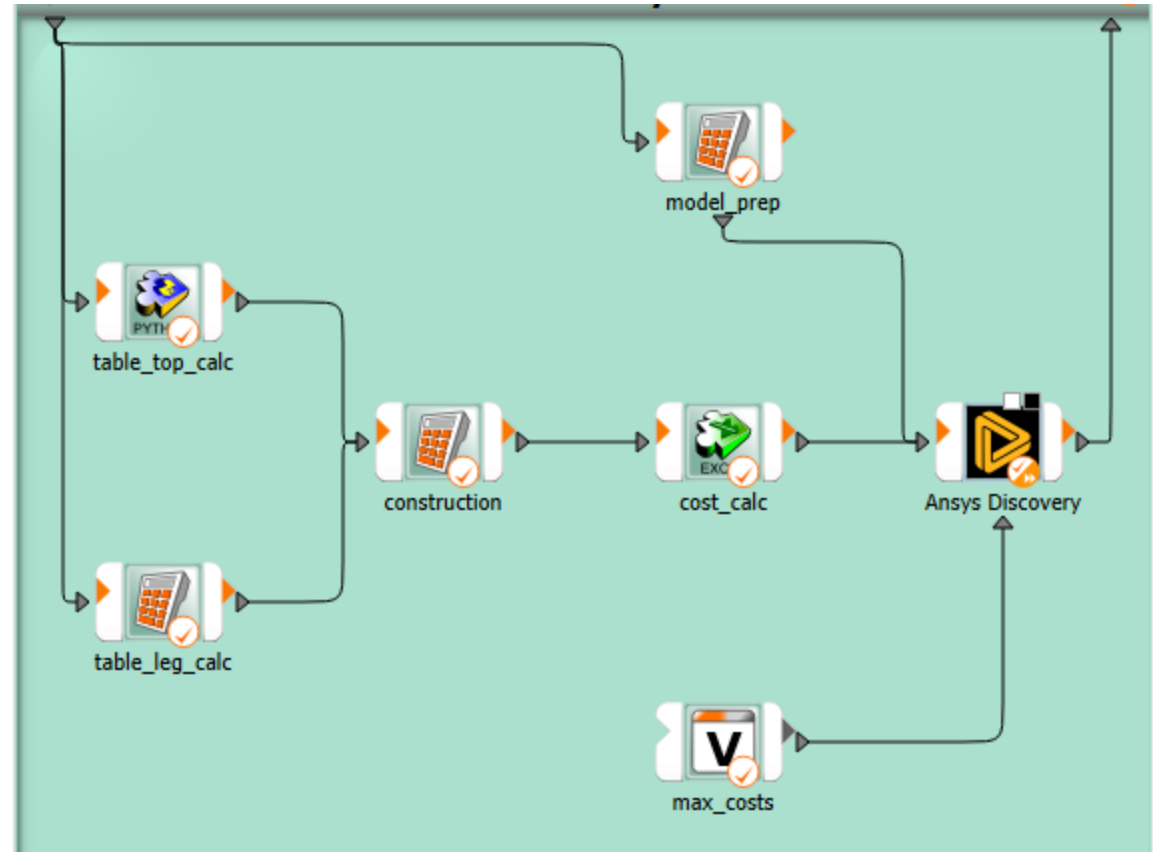 model_prep
PYTH
table_top_calc
construction
EXC
cost_calc
Ansys Discovery
table_leg_calc
V
max_costs